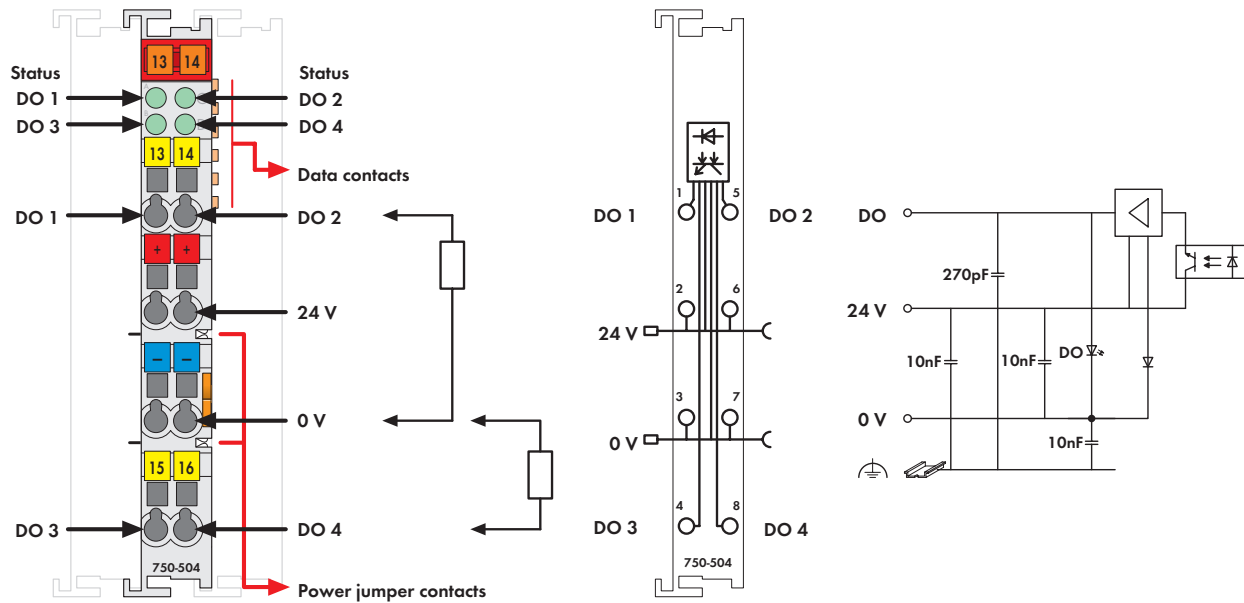 13 14
Status
Status
DO 1
DO 2
DO 3
DO 4
13 14
Data contacts
DO 1
DO 2
+ +
24 V
− −
0 V
15 16
DO 3
DO 4
750-504
Power jumper contacts
1 5
DO 1
DO 2
2 6
24 V
3 7
0 V
4 8
DO 3
DO 4
750-504
DO
270pF
24 V
10nF
10nF
DO
0 V
10nF